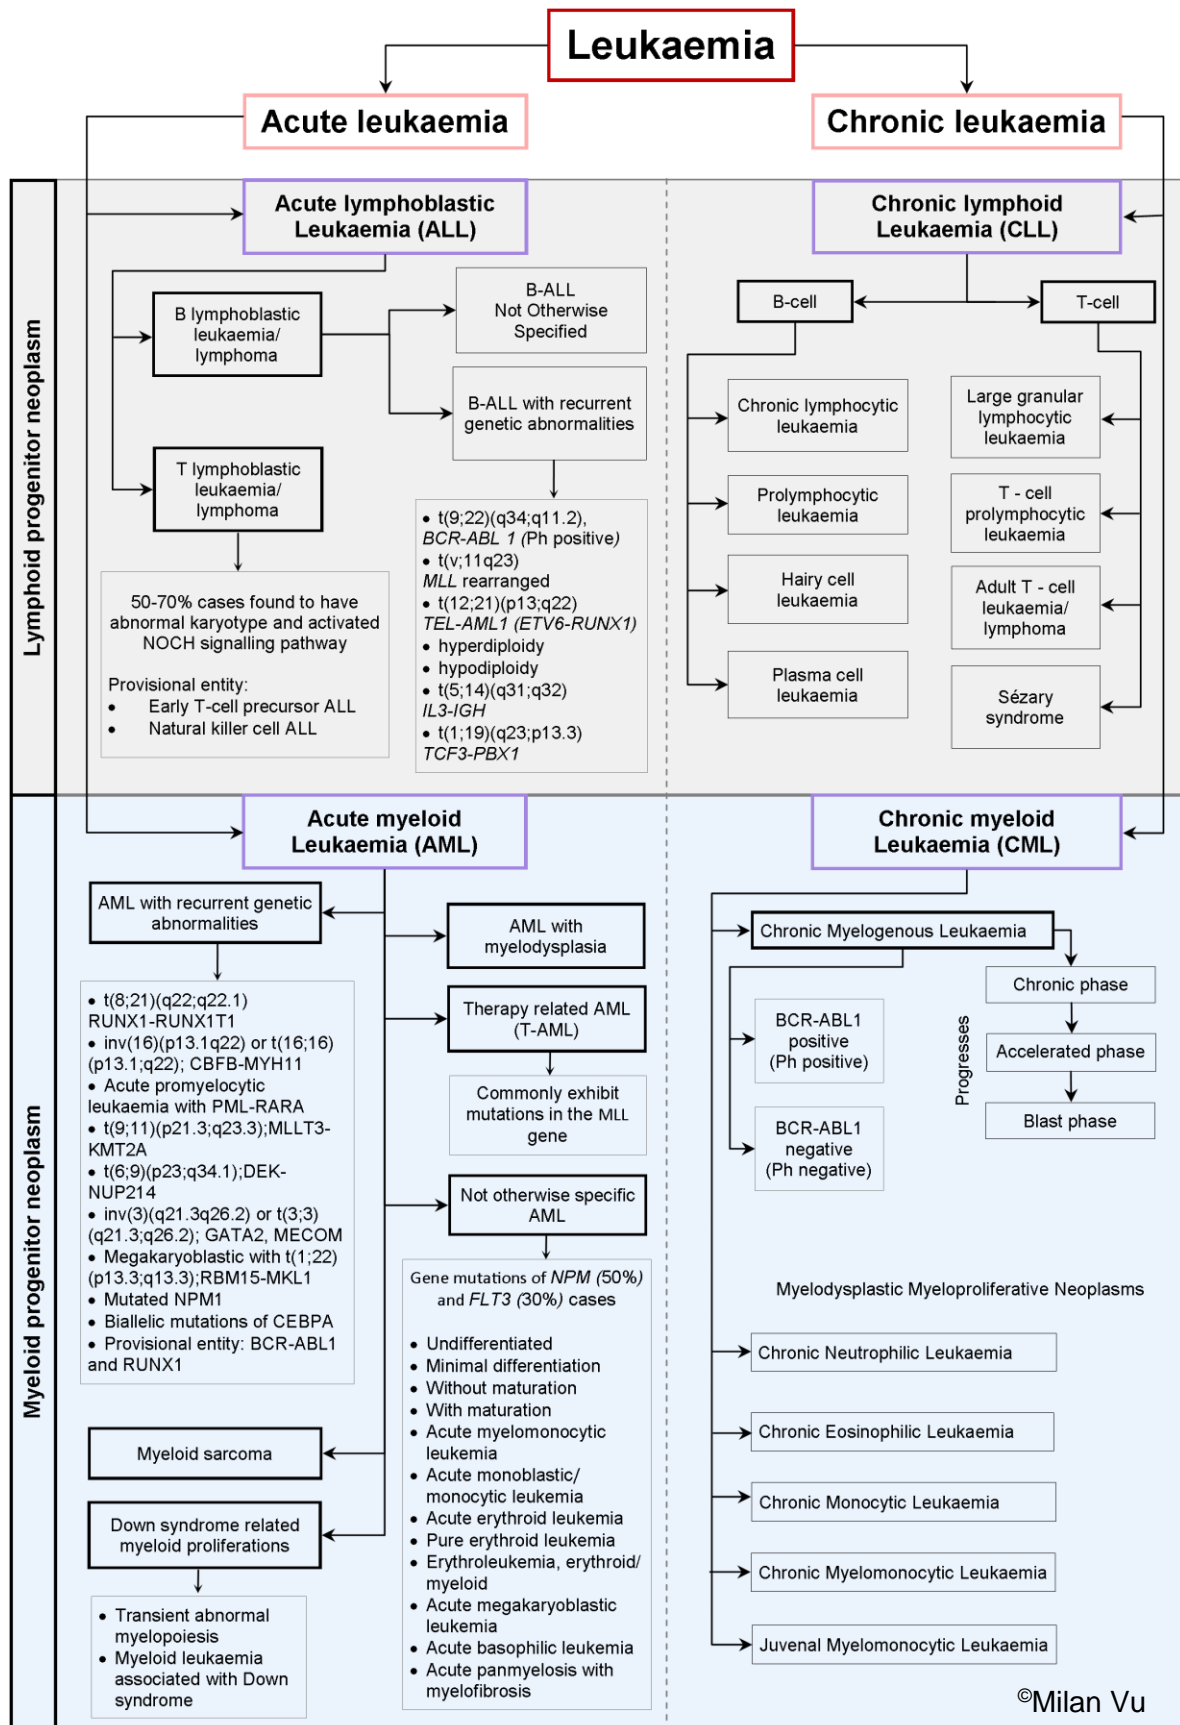 Leukaemia
Acute leukaemia
Chronic leukaemia
Lymphoid progenitor neoplasm
Acute lymphoblastic
Leukaemia (ALL)
B lymphoblastic
leukaemia/
lymphoma
B-ALL
Not Otherwise
Specified
B-ALL with recurrent
genetic abnormalities
T lymphoblastic
leukaemia/
lymphoma
50-70% cases found to have
abnormal karyotype and activated
NOCH signalling pathway
Provisional entity:
• Early T-cell precursor ALL
• Natural killer cell ALL
• t(9;22)(q34;q11.2),
BCR-ABL 1 (Ph positive)
• t(v;11q23)
MLL rearranged
• t(12;21)(p13;q22)
TEL-AML1 (ETV6-RUNX1)
• hyperdiploidy
• hypodiploidy
• t(5;14)(q31;q32)
IL3-IGH
• t(1;19)(q23;p13.3)
TCF3-PBX1
Chronic lymphoid
Leukaemia (CLL)
B-cell
T-cell
Chronic lymphocytic
leukaemia
Prolymphocytic
leukaemia
Hairy cell
leukaemia
Plasma cell
leukaemia
Large granular
lymphocytic
leukaemia
T - cell
prolymphocytic
leukaemia
Adult T - cell
leukaemia/
lymphoma
Sézary
syndrome
Myeloid progenitor neoplasm
Acute myeloid
Leukaemia (AML)
AML with recurrent genetic
abnormalities
• t(8;21)(q22;q22.1)
RUNX1-RUNX1T1
• inv(16)(p13.1q22) or t(16;16)
(p13.1;q22); CBFB-MYH11
• Acute promyelocytic
leukaemia with PML-RARA
• t(9;11)(p21.3;q23.3);MLLT3-
KMT2A
• t(6;9)(p23;q34.1);DEK-
NUP214
• inv(3)(q21.3q26.2) or t(3;3)
(q21.3;q26.2); GATA2, MECOM
• Megakaryoblastic with t(1;22)
(p13.3;q13.3);RBM15-MKL1
• Mutated NPM1
• Biallelic mutations of CEBPA
• Provisional entity: BCR-ABL1
and RUNX1
Myeloid sarcoma
Down syndrome related
myeloid proliferations
• Transient abnormal
myelopoiesis
• Myeloid leukaemia
associated with Down
syndrome
AML with
myelodysplasia
Therapy related AML
(T-AML)
Commonly exhibit
mutations in the MLL
gene
Not otherwise specific
AML
Gene mutations of NPM (50%)
and FLT3 (30%) cases
• Undifferentiated
• Minimal differentiation
• Without maturation
• With maturation
• Acute myelomonocytic
leukemia
• Acute monoblastic/
monocytic leukemia
• Acute erythroid leukemia
• Pure erythroid leukemia
• Erythroleukemia, erythroid/
myeloid
• Acute megakaryoblastic
leukemia
• Acute basophilic leukemia
• Acute panmyelosis with
myelofibrosis
Chronic myeloid
Leukaemia (CML)
Chronic Myelogenous Leukaemia
BCR-ABL1
positive
(Ph positive)
BCR-ABL1
negative
(Ph negative)
Progresses
Chronic phase
Accelerated phase
Blast phase
Myelodysplastic Myeloproliferative Neoplasms
Chronic Neutrophilic Leukaemia
Chronic Eosinophilic Leukaemia
Chronic Monocytic Leukaemia
Chronic Myelomonocytic Leukaemia
Juvenal Myelomonocytic Leukaemia
©Milan Vu